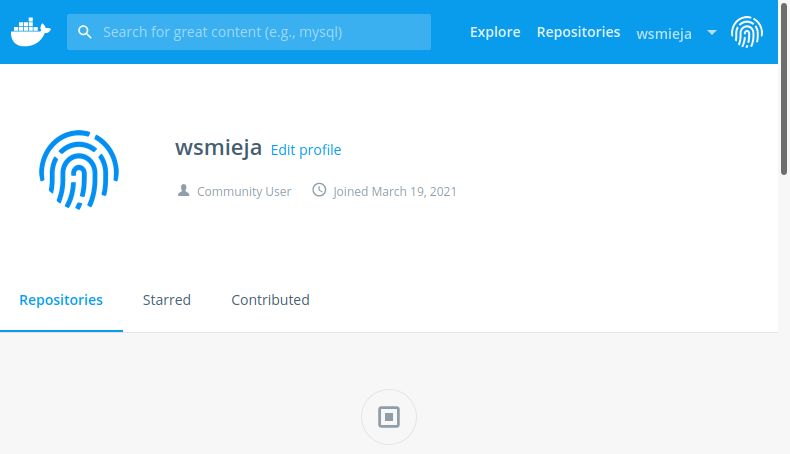 Search for great content (e.g., mysql) Explore Repositories wsmieja
wsmieja Edit profile
Community User Joined March 19, 2021
Repositories Starred Contributed